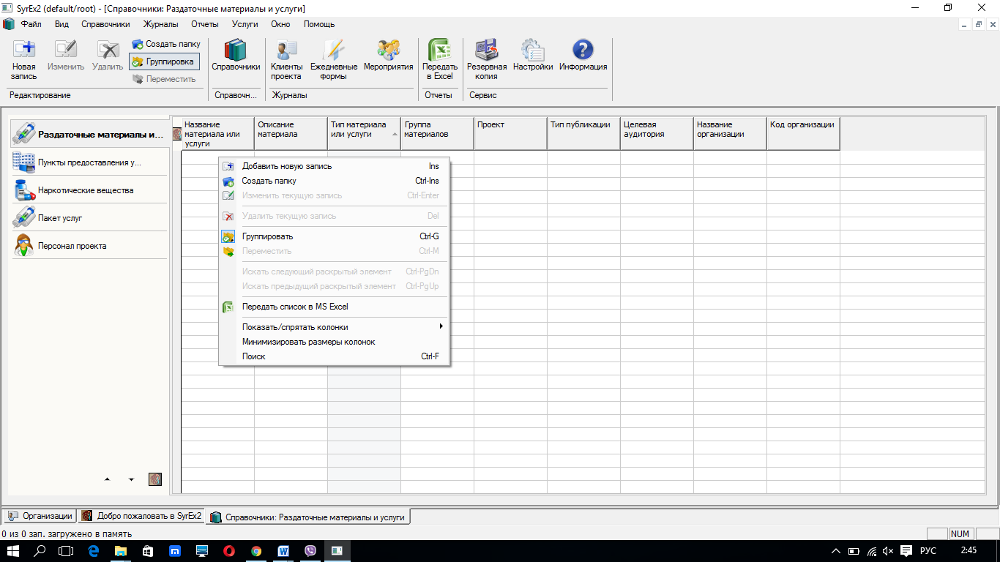 SyrEx2 (default/root) - [Справочники: Раздаточные материалы и услуги]
Файл Вид Справочники Журналы Отчеты Услуги Окно Помощь
Новая запись
Изменить
Удалить
Создать папку
Группировка
Переместить
Справочники
Клиенты проекта
Ежедневные формы
Мероприятия
Передать в Excel
Резервная копия
Настройки
Информация
Редактирование
Справочн...
Журналы
Отчеты
Сервис
Раздаточные материалы и...
Пункты предоставления у...
Наркотические вещества
Пакет услуг
Персонал проекта
Название
материала или
услуги
Описание
материала
Тип материала
или услуги
Группа
материалов
Проект
Тип публикации
Целевая
аудитория
Название
организации
Код организации
Добавить новую запись Ins
Создать папку Ctrl-Ins
Изменить текущую запись Ctrl-Enter
Удалить текущую запись Del
Группировать Ctrl-G
Переместить Ctrl-M
Искать следующий раскрытый элемент Ctrl-PgDn
Искать предыдущий раскрытый элемент Ctrl-PgUp
Передать список в MS Excel
Показать/спрятать колонки
Минимизировать размеры колонок
Поиск Ctrl-F
Организации
Добро пожаловать в SyrEx2
Справочники: Раздаточные материалы и услуги
0 из 0 зап. загружено в память
NUM
РУС
2:45